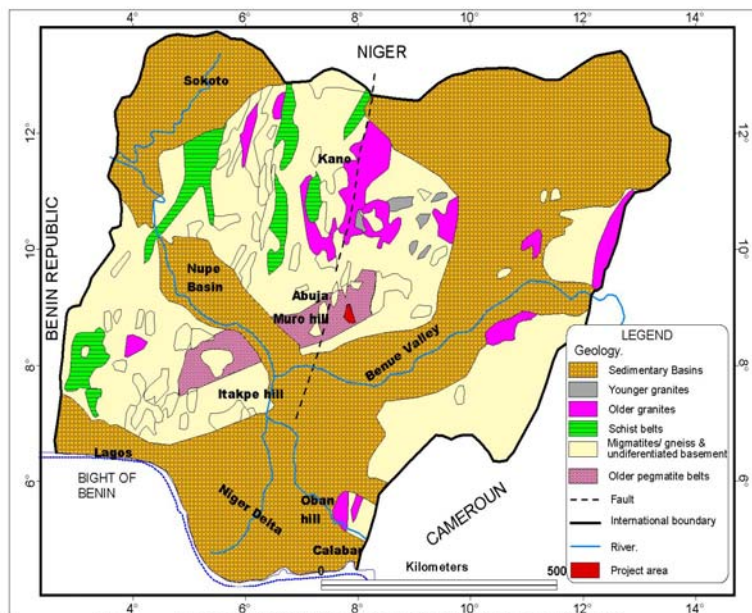 4° 6° 8° 10° 12° 14°
NIGER
Sokoto
12° 12°
Kano
BENIN REPUBLIC
10° 10°
Nupe
Basin
Abuja
Muro hill
8° 8°
Benue Valley
Itakpe hill
Lagos
6° 6°
BIGHT OF
BENIN
Niger Delta
Oban
hill
CAMEROUN
Calabar
Kilometers
0 500
LEGEND
Geology.
Sedimentary Basins
Younger granites
Older granites
Schist belts
Migmatites/ gneiss &
undifferentiated basement
Older pegmatite belts
Fault
International boundary
River.
Project area
4° 6° 8° 10° 12° 14°